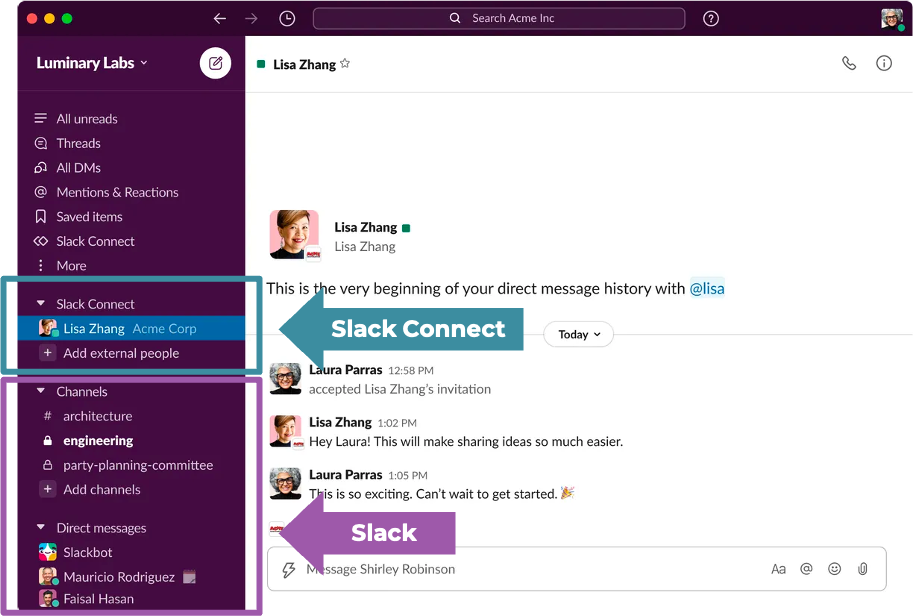 Search Acme Inc
Luminary Labs
Lisa Zhang
All unreads
Threads
All DMs
Mentions & Reactions
Saved items
Slack Connect
More
Slack Connect
Lisa Zhang Acme Corp
+ Add external people
Channels
# architecture
engineering
party-planning-committee
+ Add channels
Direct messages
Slackbot
Mauricio Rodriguez
Faisal Hasan
Lisa Zhang
Lisa Zhang
This is the very beginning of your direct message history with @lisa
Slack Connect
Today
Laura Parras 12:58 PM
accepted Lisa Zhang’s invitation
Lisa Zhang 1:02 PM
Hey Laura! This will make sharing ideas so much easier.
Laura Parras 1:05 PM
This is so exciting. Can’t wait to get started. 🎉
Slack
Message Shirley Robinson
Aa @